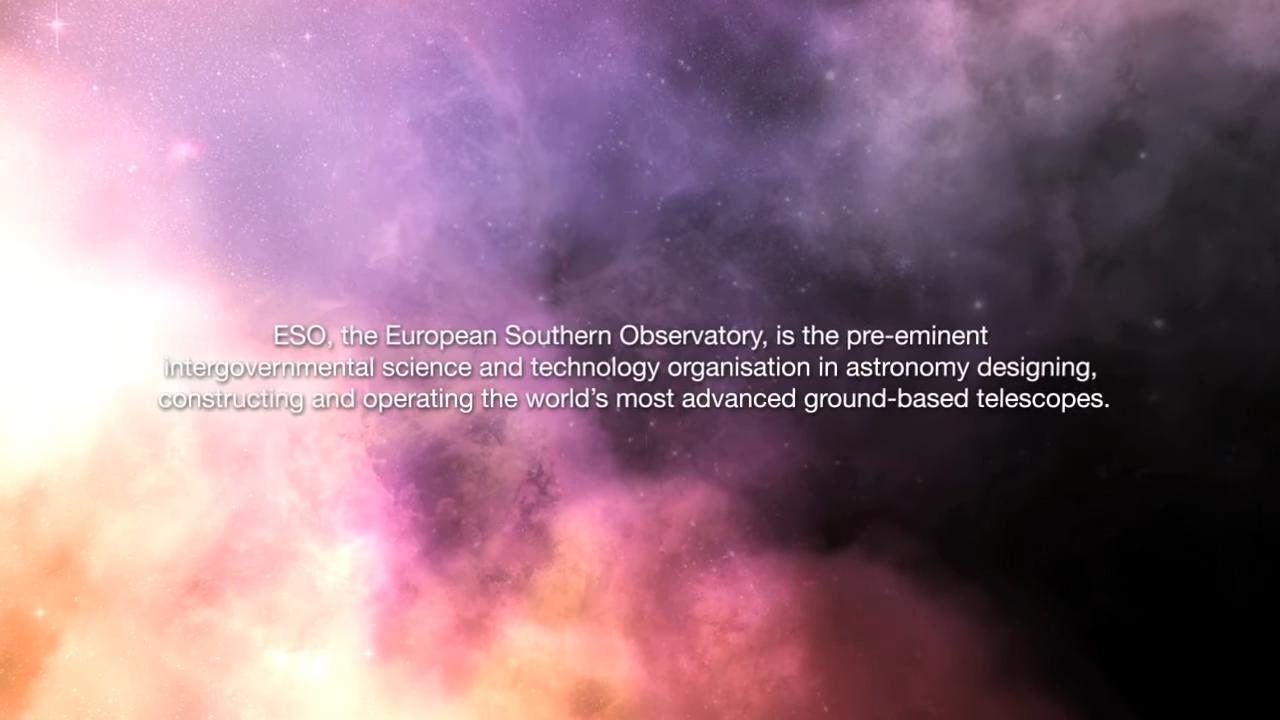 ESO, the European Southern Observatory, is the pre-eminent
intergovernmental science and technology organisation in astronomy designing,
constructing and operating the world’s most advanced ground-based telescopes.